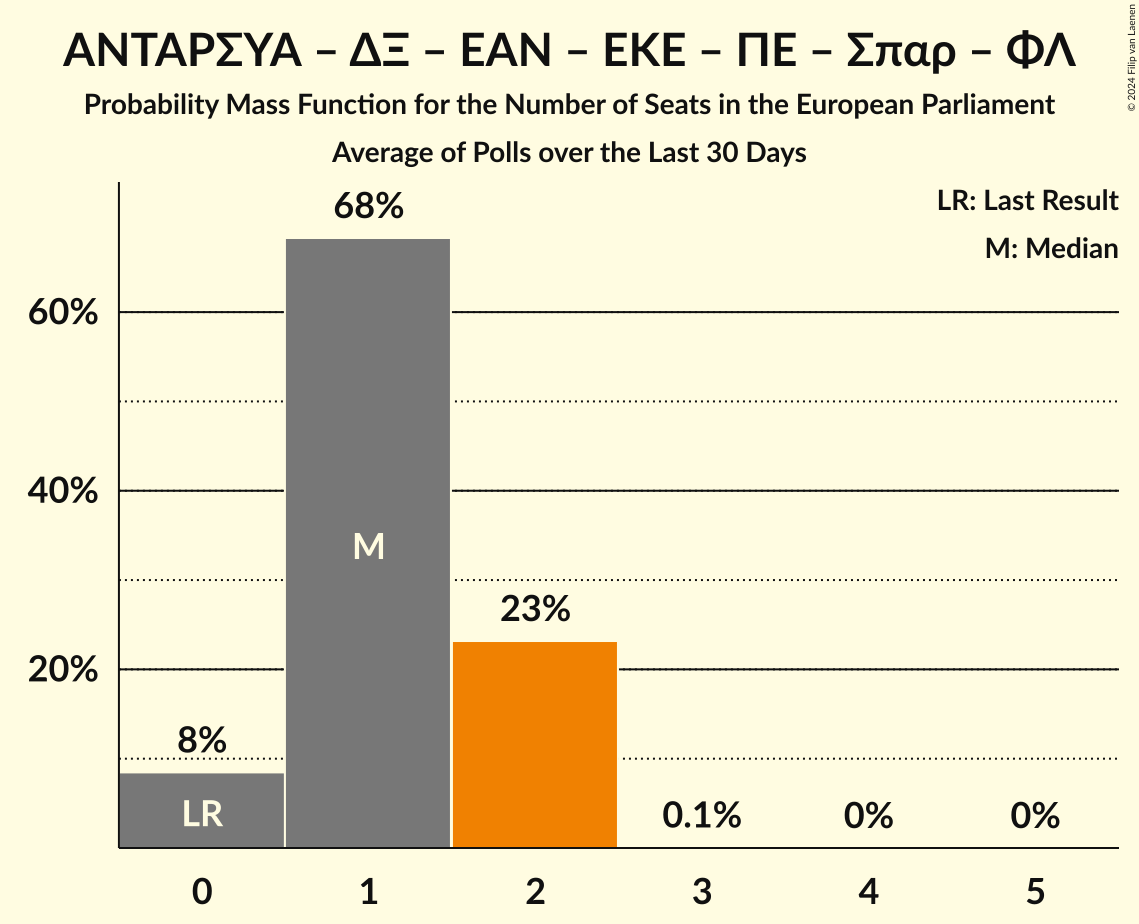 ΑΝΤΑΡΣΥΑ – ΔΞ – ΕΑΝ – ΕΚΕ – ΠΕ – Σπαρ – ΦΛ
Probability Mass Function for the Number of Seats in the European Parliament
Average of Polls over the Last 30 Days
© 2024 Filip van Laenen
LR: Last Result
M: Median
68%
60%
40%
M
23%
20%
8%
LR
0.1%
0%
0%
0 1 2 3 4 5